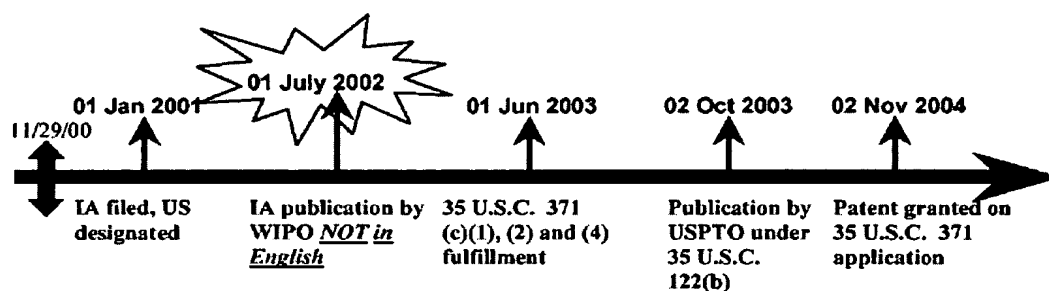 01 July 2002
01 Jan 2001
01 Jun 2003
02 Oct 2003
02 Nov 2004
11/29/00
IA filed, US
designated
IA publication by
WIPO NOT in
English
35 U.S.C. 371
(c)(1), (2) and (4)
fulfillment
Publication by
USPTO under
35 U.S.C.
122(b)
Patent granted on
35 U.S.C. 371
application